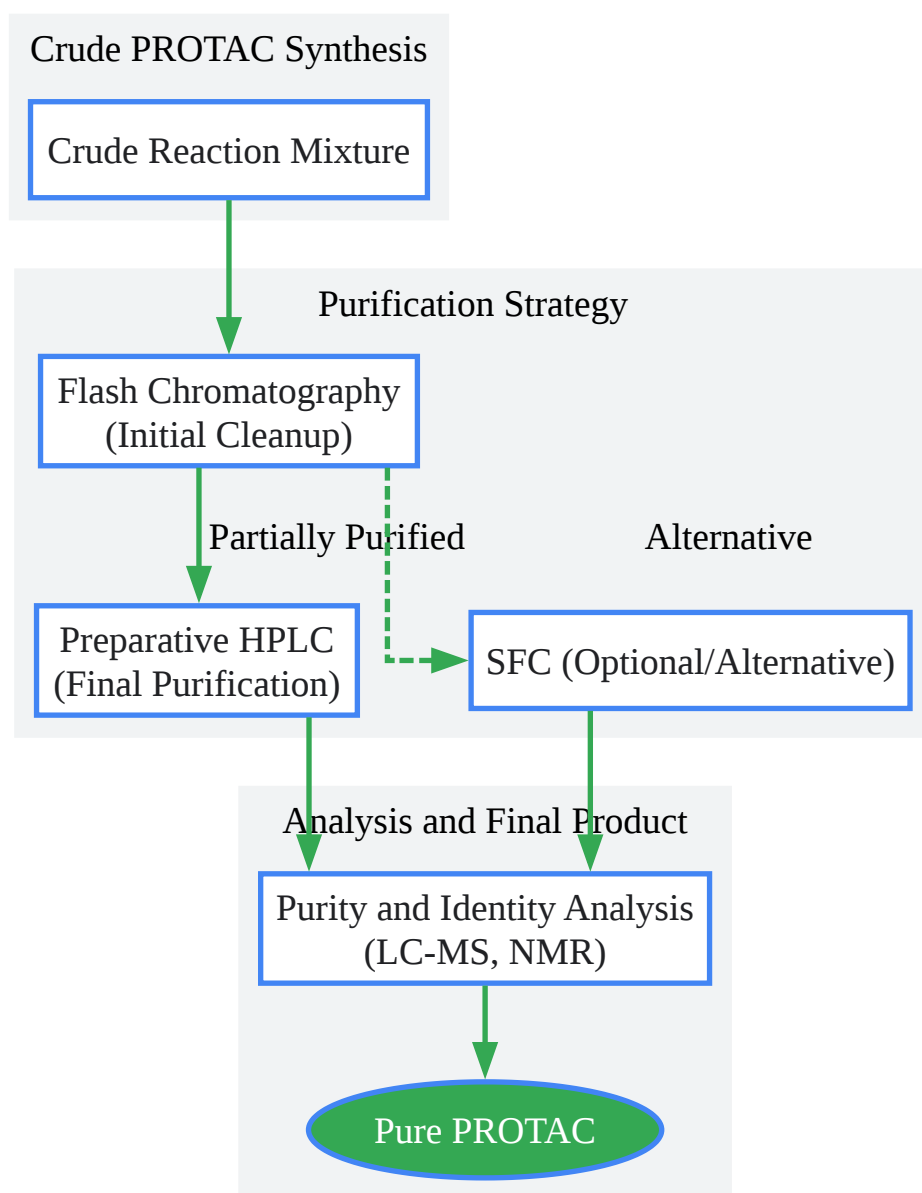 Crude PROTAC Synthesis
Crude Reaction Mixture
Purification Strategy
Flash Chromatography
(Initial Cleanup)
Partially Purified
Alternative
Preparative HPLC
(Final Purification)
SFC (Optional/Alternative)
Analysis and Final Product
Purity and Identity Analysis
(LC-MS, NMR)
Pure PROTAC